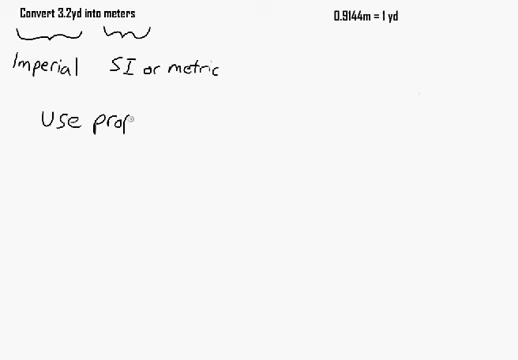 Convert 3.2yd into meters
0.9144m = 1 yd
Imperial SI or metric
Use prop